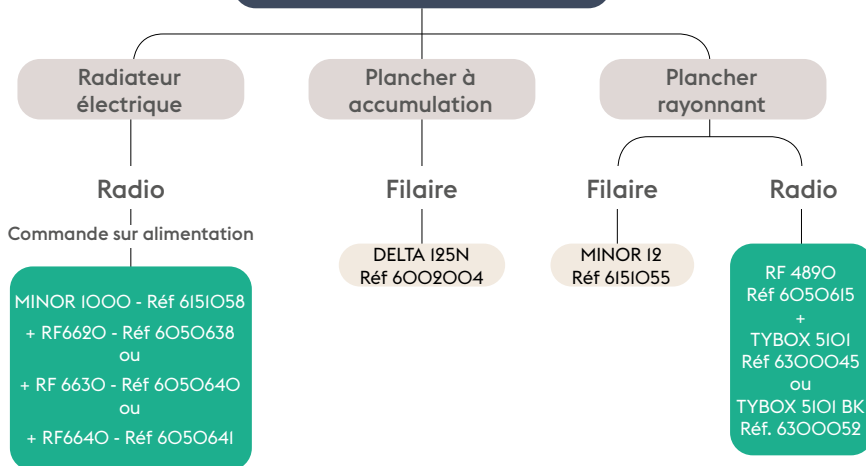 Radiateur
électrique
Plancher à
accumulation
Plancher
rayonnant
Radio
Filaire
Filaire
Radio
Commande sur alimentation
MINOR 1000 - Réf 6151058
+ RF6620 - Réf 6050638
ou
+ RF 6630 - Réf 6050640
ou
+ RF6640 - Réf 6050641
DELTA 125N
Réf 6002004
MINOR 12
Réf 6151055
RF 4890
Réf 6050615
+
TYBOX 5101
Réf 6300045
ou
TYBOX 5101 BK
Réf. 6300052